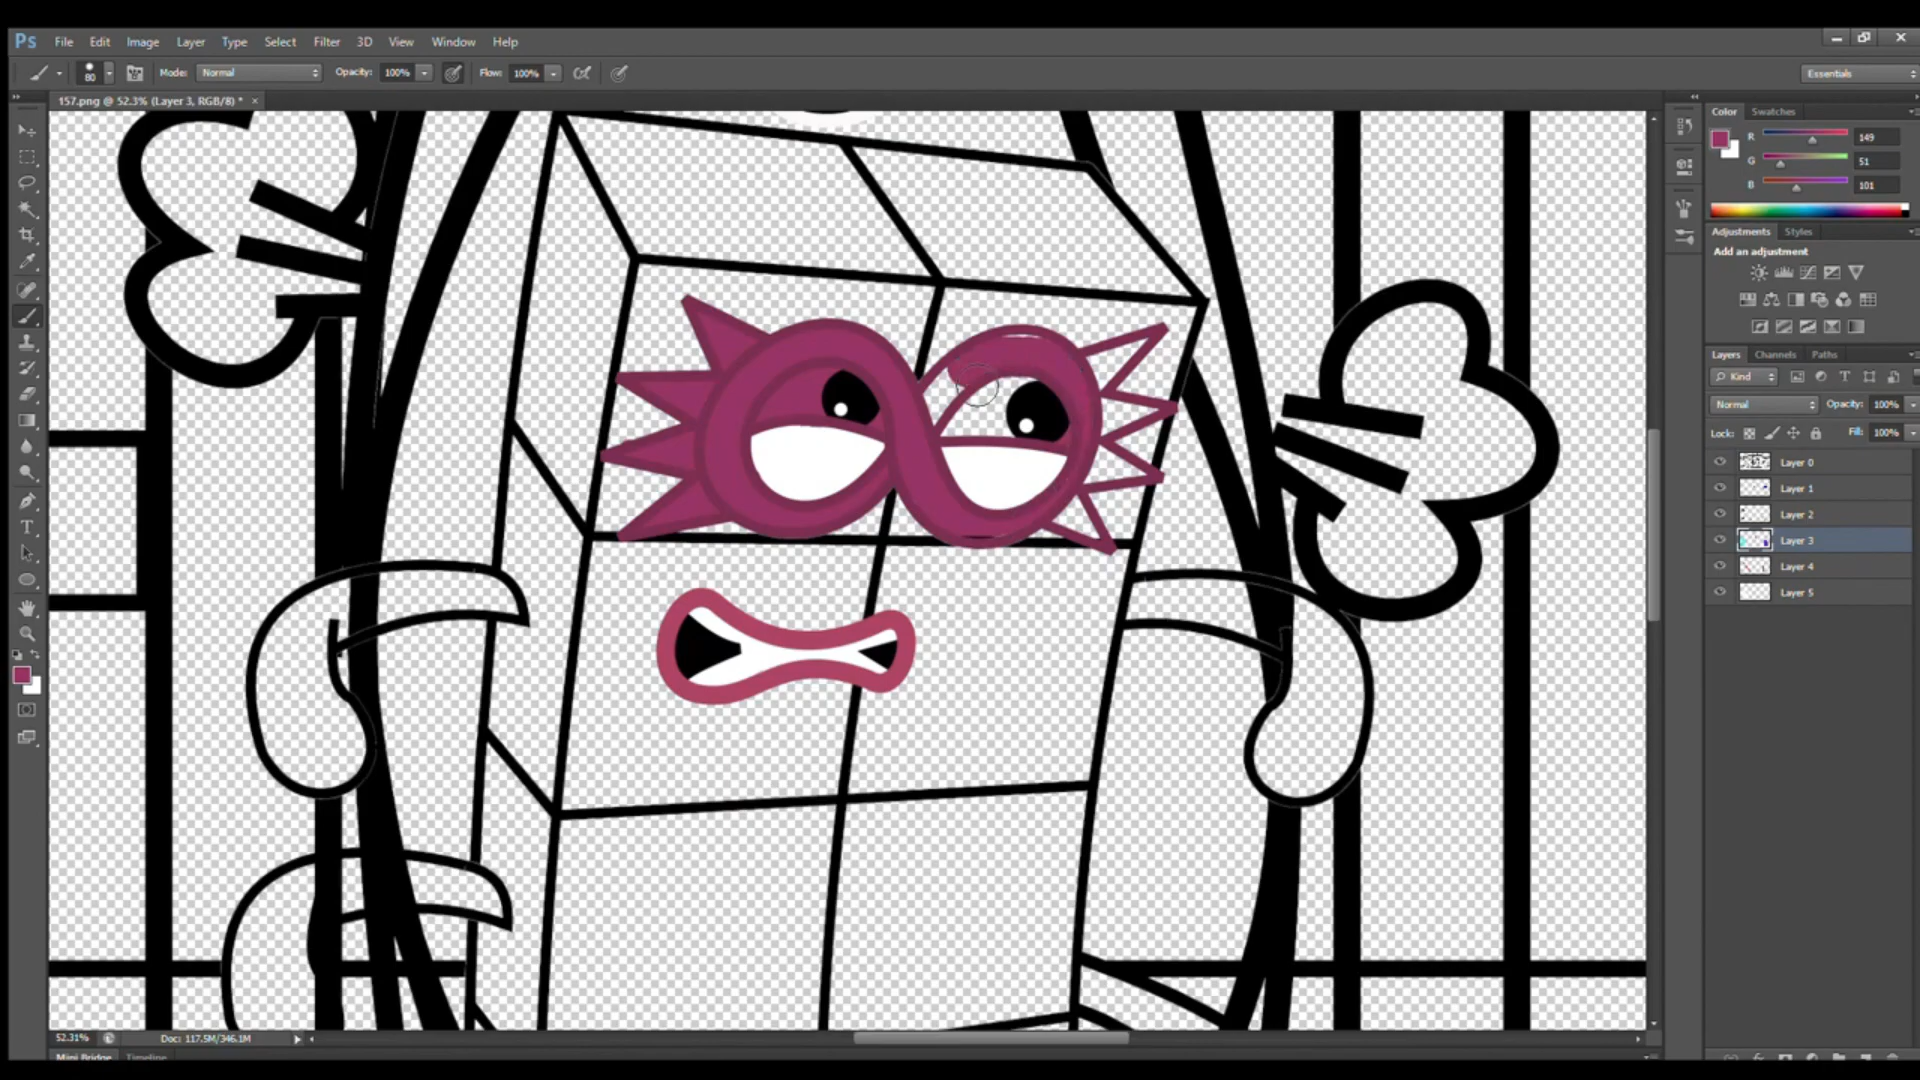 Ps File Edit Image Layer Type Select Filter 3D View Window Help
80 Mode: Normal Opacity: 100% Flow: 100% Essentials
157.png @ 52.3% (Layer 3, RGB/8) * ×
Color Swatches
R 149
G 51
B 101
Adjustments Styles
Add an adjustment
Layers Channels Paths
Kind
Normal Opacity: 100%
Lock: Fill: 100%
Layer 0
Layer 1
Layer 2
Layer 3
Layer 4
Layer 5
52.31% Doc: 117.5M/346.1M
Mini Bridge Timeline